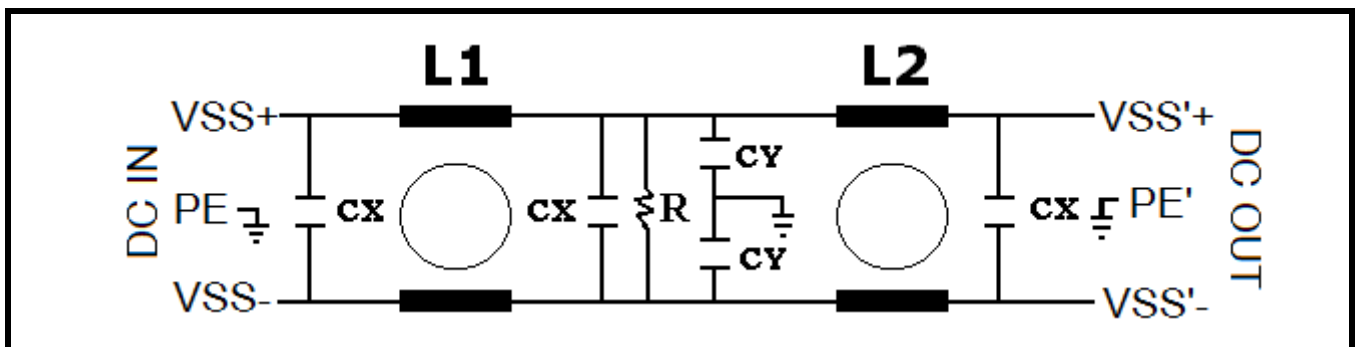 L1
L2
VSS+
VSS'+
CY
DC IN
PE
CX
CX
R
CX
PE'
DC OUT
CY
VSS-
VSS'-